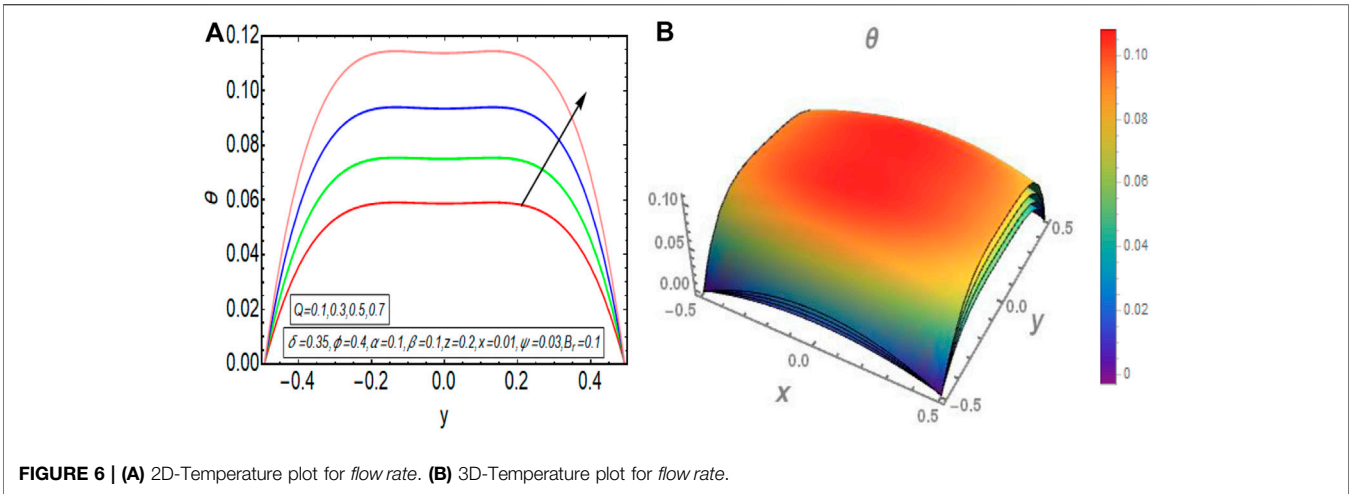 A
B
0.12
0.10
0.08
0.06
0.04
0.02
0.00
θ
Q=0.1,0.3,0.5,0.7
δ=0.35,ϕ=0.4,α=0.1,β=0.1,z=0.2,x=0.01,ψ=0.03,Br=0.1
−0.4 −0.2 0.0 0.2 0.4
y
θ
0.10
0.05
0.00
−0.5
0.0
0.5
x
−0.5
0.0
0.5
y
0.10
0.08
0.06
0.04
0.02
0
FIGURE 6 | (A) 2D-Temperature plot for flow rate. (B) 3D-Temperature plot for flow rate.